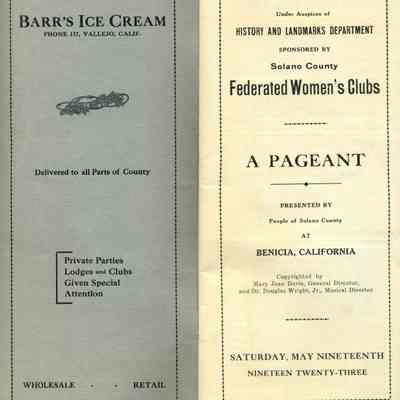 BARR'S ICE CREAM
PHONE 137, VALLEJO, CALIF.
Delivered to all Parts of County
Private Parties
Lodges and Clubs
Given Special
Attention
WHOLESALE - - RETAIL
Under Auspices of
HISTORY AND LANDMARKS DEPARTMENT
SPONSORED BY
Solano County
Federated Women's Clubs
A PAGEANT
PRESENTED BY
People of Solano County
AT
BENICIA, CALIFORNIA
Copyrighted by
Mary Jean Davis, General Director,
and Dr. Douglas Wright, Jr., Musical Director
SATURDAY, MAY NINETEENTH
NINETEEN TWENTY-THREE